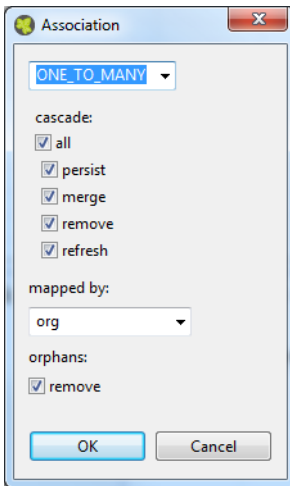 Association
ONE_TO_MANY
cascade:
all
persist
merge
remove
refresh
mapped by:
org
orphans:
remove
OK
Cancel